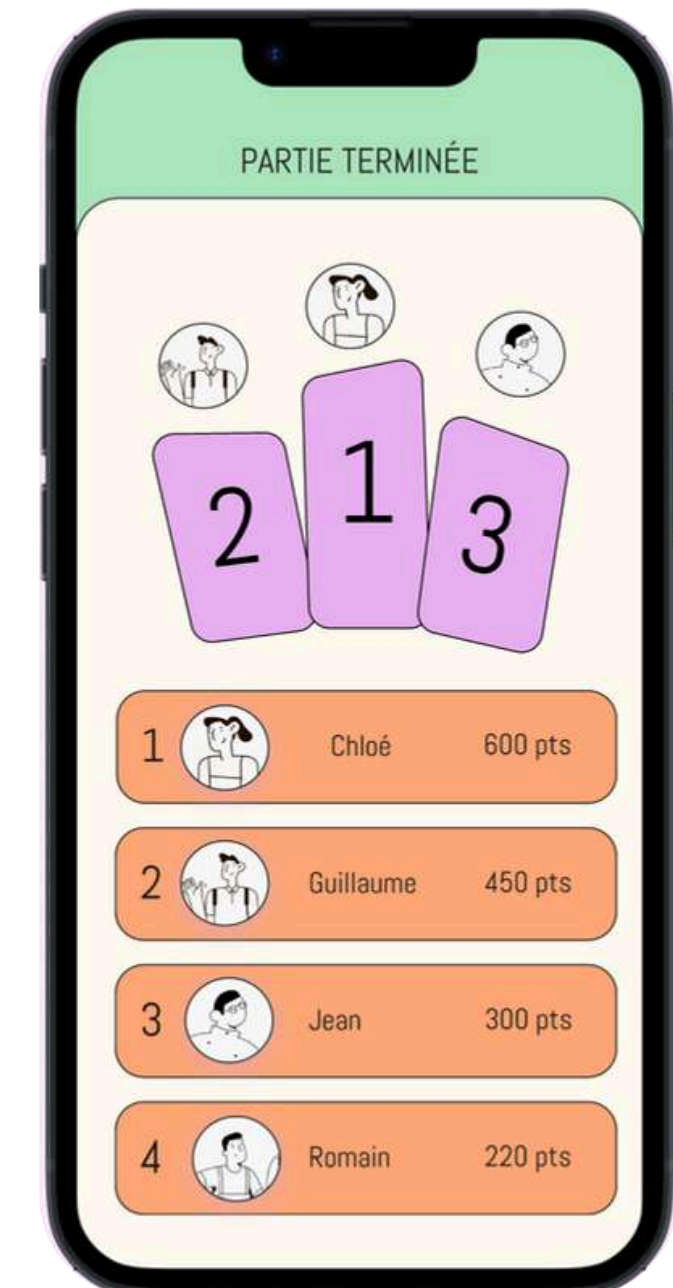 PARTIE TERMINÉE
2 1 3
1 Chloé 600 pts
2 Guillaume 450 pts
3 Jean 300 pts
4 Romain 220 pts